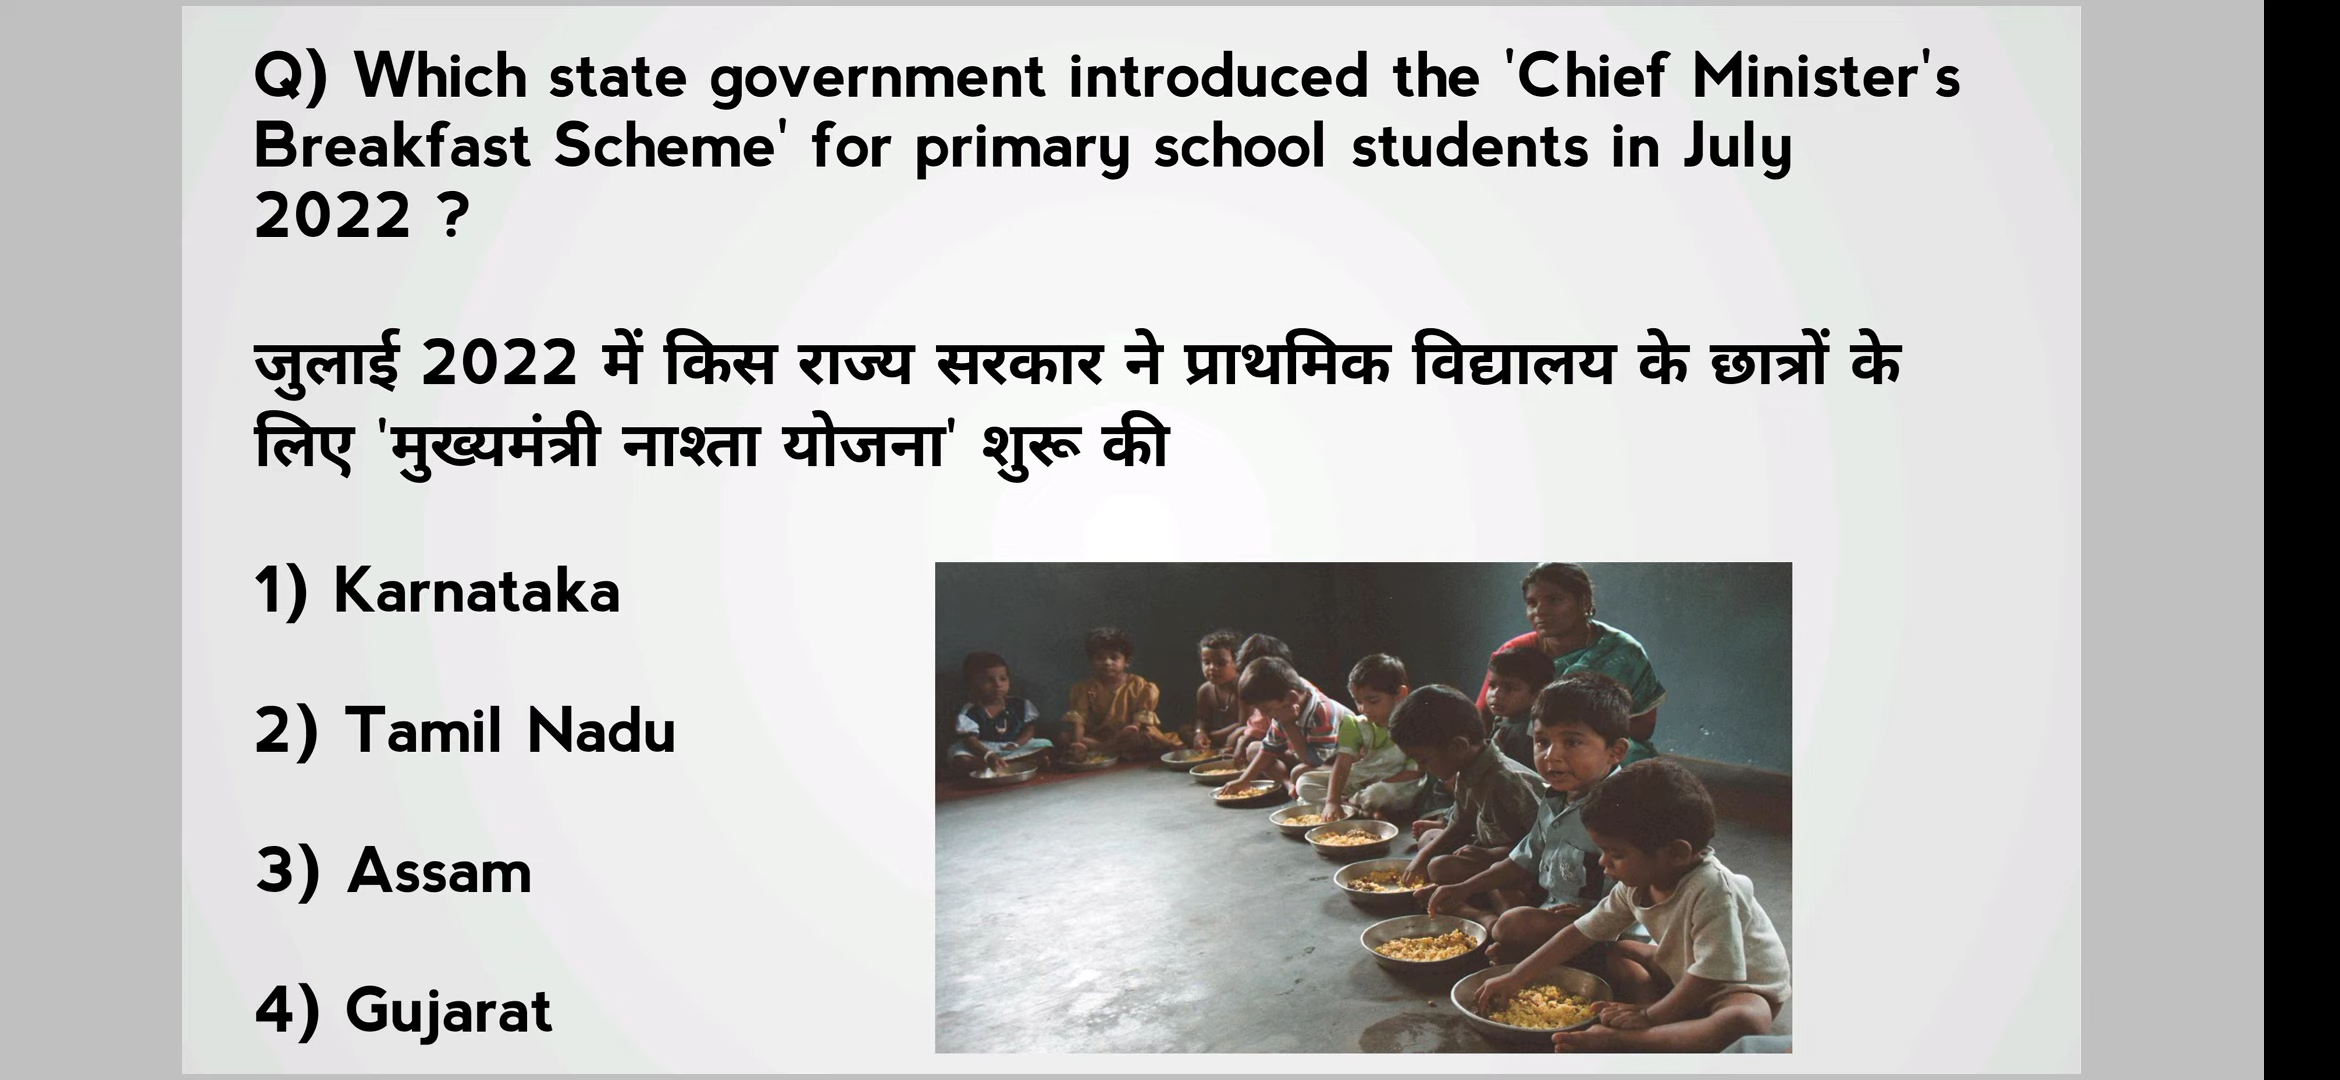 Q) Which state government introduced the 'Chief Minister's
Breakfast Scheme' for primary school students in July
2022 ?
जुलाई 2022 में किस राज्य सरकार ने प्राथमिक विद्यालय के छात्रों के
लिए 'मुख्यमंत्री नाश्ता योजना' शुरू की
1) Karnataka
2) Tamil Nadu
3) Assam
4) Gujarat